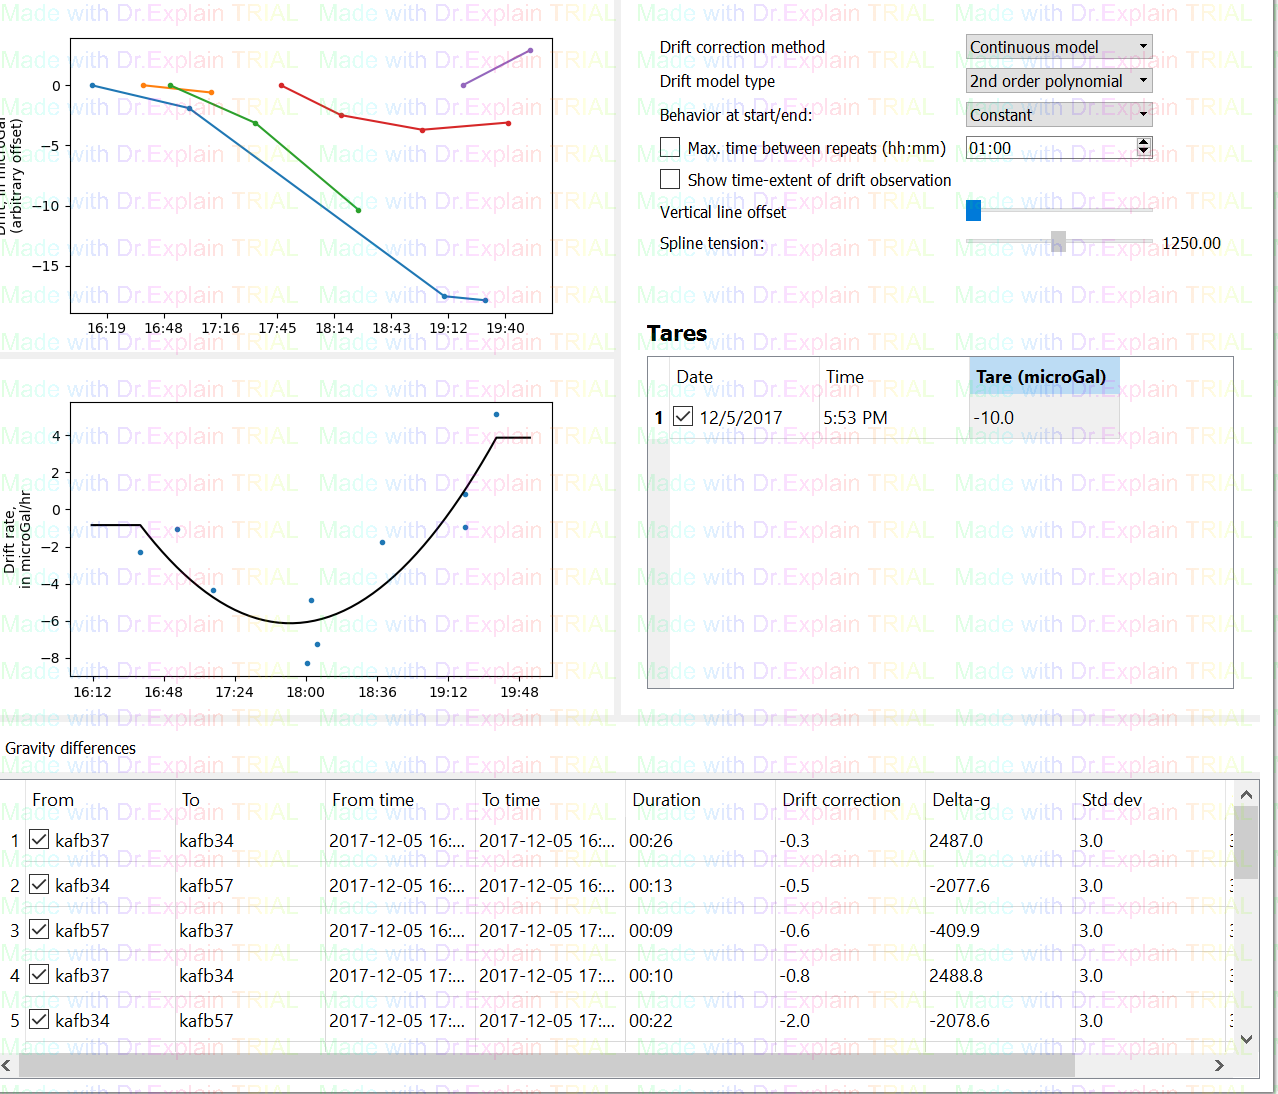 Drift, in microGal
(arbitrary offset)
0
−5
−10
−15
16:19 16:48 17:16 17:45 18:14 18:43 19:12 19:40
Drift rate,
in microGal/hr
4
2
0
−2
−4
−6
−8
16:12 16:48 17:24 18:00 18:36 19:12 19:48
Drift correction method Continuous model
Drift model type 2nd order polynomial
Behavior at start/end: Constant
Max. time between repeats (hh:mm) 01:00
Show time-extent of drift observation
Vertical line offset
Spline tension: 1250.00
Tares
Date Time Tare (microGal)
1 12/5/2017 5:53 PM -10.0
Gravity differences
From To From time To time Duration Drift correction Delta-g Std dev
1 kafb37 kafb34 2017-12-05 16:... 2017-12-05 16:... 00:26 -0.3 2487.0 3.0
2 kafb34 kafb57 2017-12-05 16:... 2017-12-05 16:... 00:13 -0.5 -2077.6 3.0
3 kafb57 kafb37 2017-12-05 16:... 2017-12-05 17:... 00:09 -0.6 -409.9 3.0
4 kafb37 kafb34 2017-12-05 17:... 2017-12-05 17:... 00:10 -0.8 2488.8 3.0
5 kafb34 kafb57 2017-12-05 17:... 2017-12-05 17:... 00:22 -2.0 -2078.6 3.0
Made with Dr.Explain TRIAL